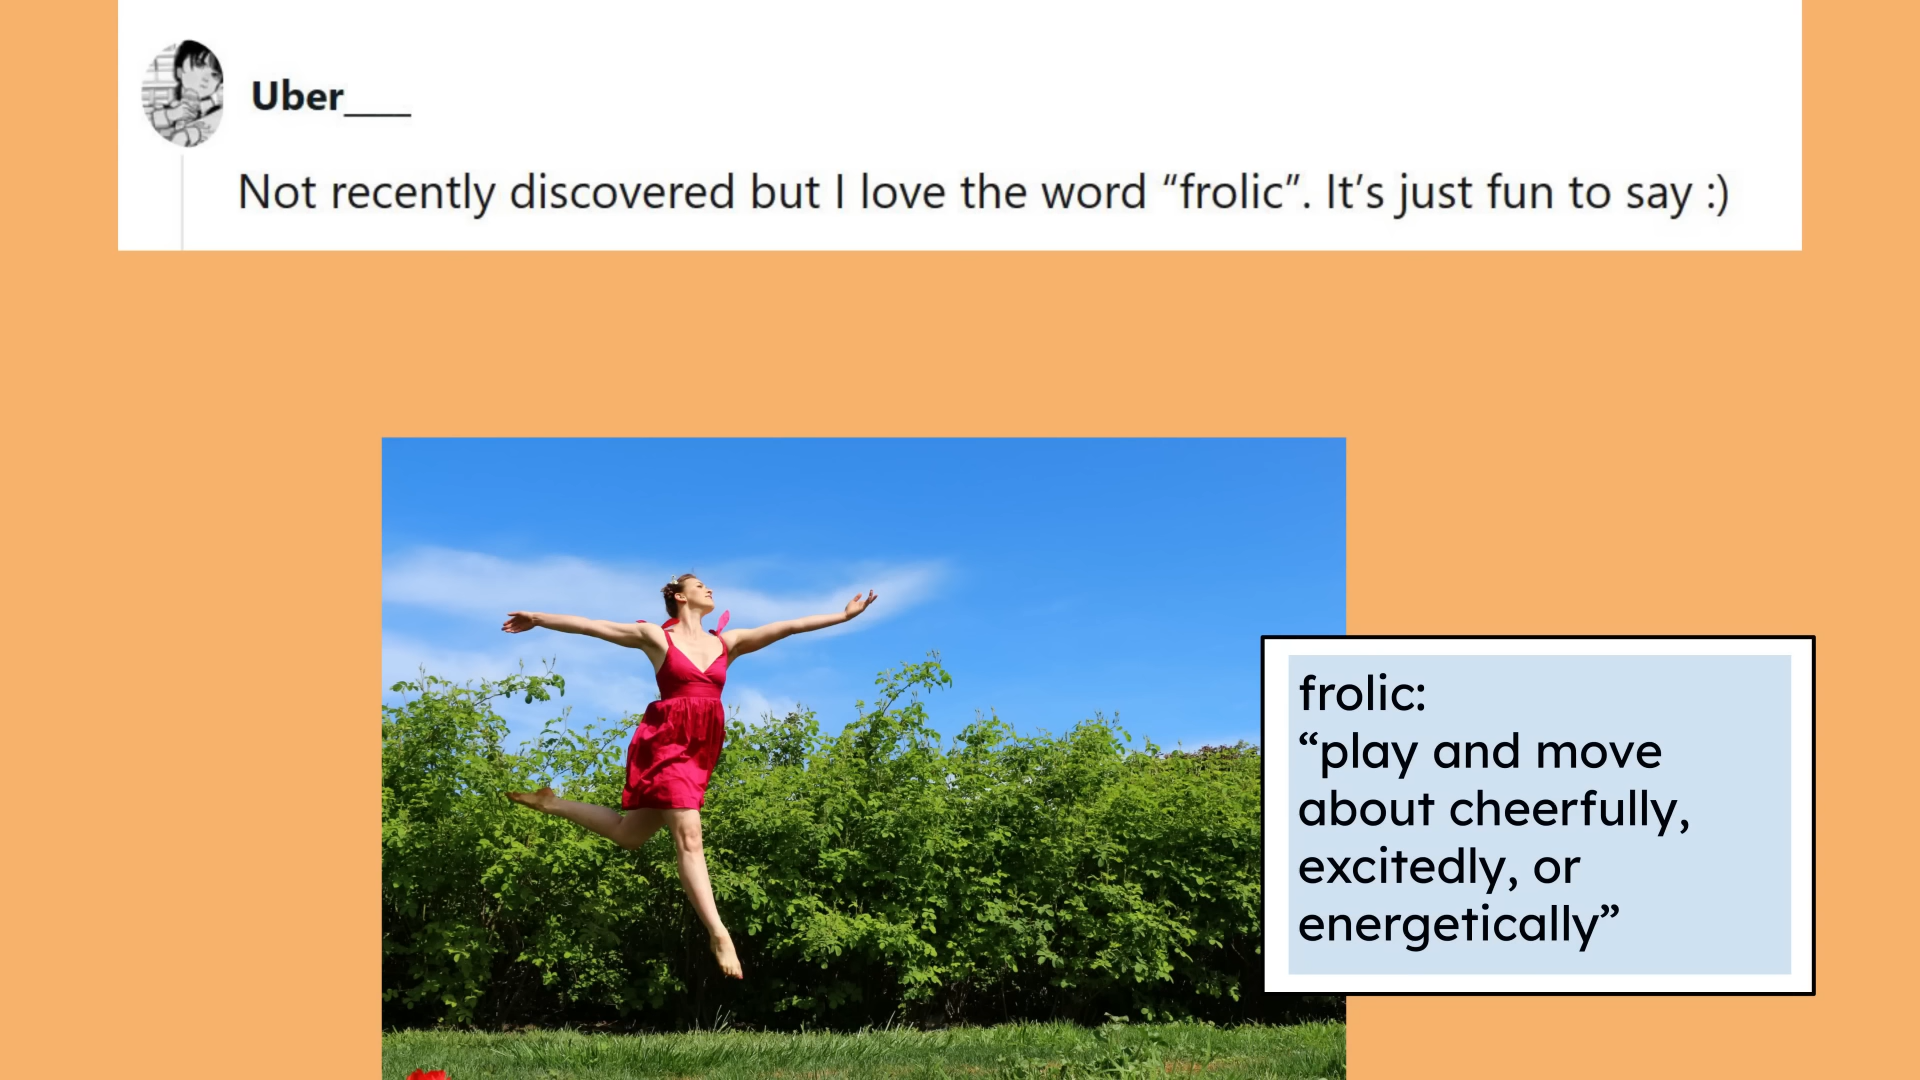 Uber____
Not recently discovered but I love the word “frolic”. It’s just fun to say :)
frolic:
“play and move
about cheerfully,
excitedly, or
energetically”